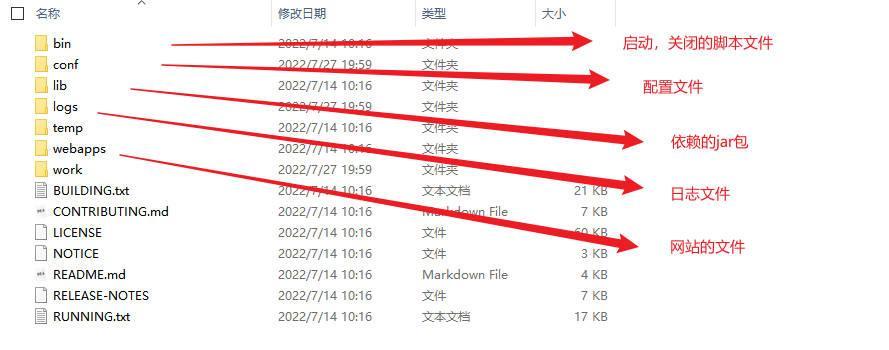 名称 修改日期 类型 大小
bin 2022/7/14 10:16 文件夹 启动，关闭的脚本文件
conf 2022/7/27 19:59 文件夹 配置文件
lib 2022/7/14 10:16 文件夹
logs 2022/7/27 19:59 文件夹
temp 2022/7/14 10:16 文件夹 依赖的jar包
webapps 2022/7/14 10:16 文件夹
work 2022/7/27 19:59 文件夹
BUILDING.txt 2022/7/14 10:16 文本文档 21 KB 日志文件
CONTRIBUTING.md 2022/7/14 10:16 Markdown File 7 KB
LICENSE 2022/7/14 10:16 文件 60 KB
NOTICE 2022/7/14 10:16 文件 3 KB 网站的文件
README.md 2022/7/14 10:16 Markdown File 4 KB
RELEASE-NOTES 2022/7/14 10:16 文件 7 KB
RUNNING.txt 2022/7/14 10:16 文本文档 17 KB